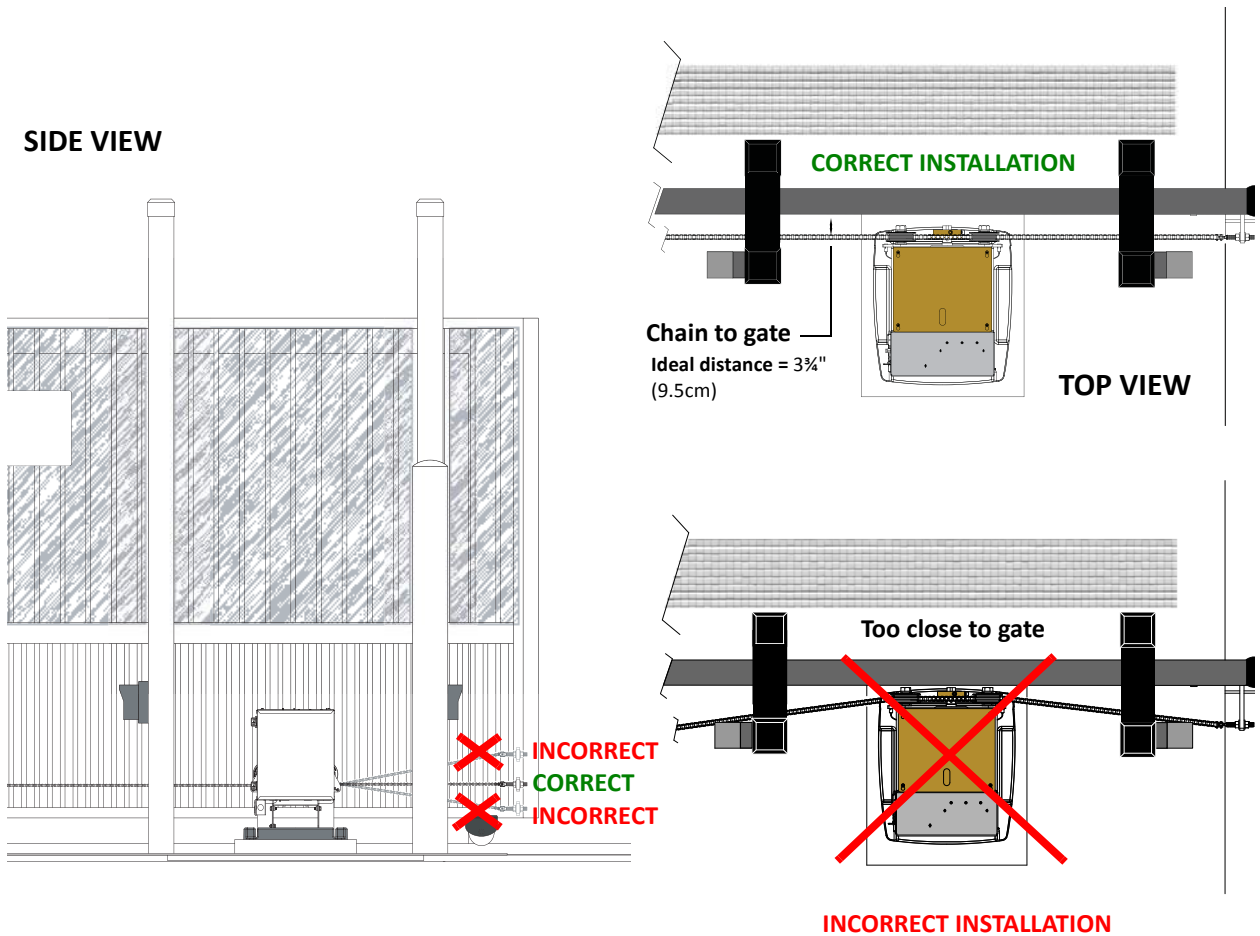 SIDE VIEW
INCORRECT
CORRECT
INCORRECT
CORRECT INSTALLATION
Chain to gate
Ideal distance = 3¾"
(9.5cm)
TOP VIEW
Too close to gate
INCORRECT INSTALLATION